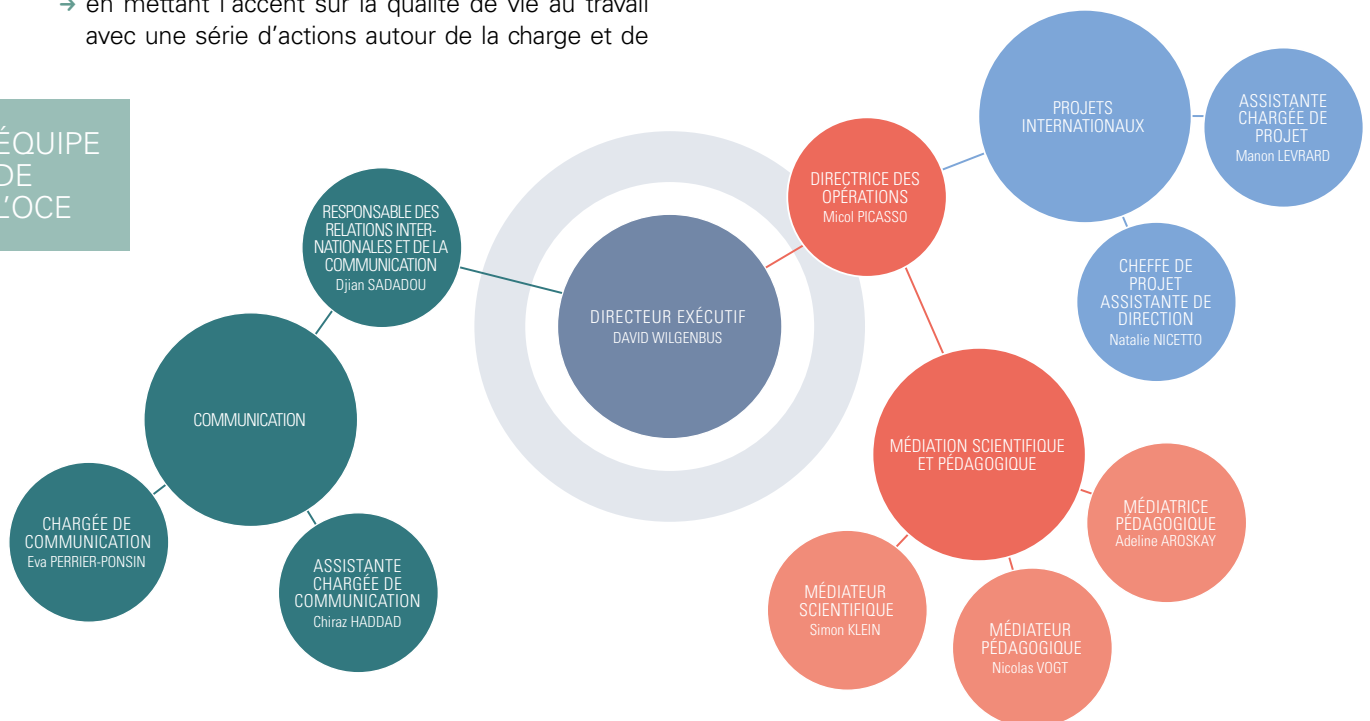 → en mettant l'accent sur la qualité de vie au travail
avec une série d'actions autour de la charge et de
ÉQUIPE
DE
L'OCE
DIRECTEUR EXÉCUTIF
DAVID WILGENBUS
RESPONSABLE DES
RELATIONS INTER-
NATIONALES ET DE LA
COMMUNICATION
Djian SADADOU
COMMUNICATION
CHARGÉE DE
COMMUNICATION
Eva PERRIER-PONSIN
ASSISTANTE
CHARGÉE DE
COMMUNICATION
Chiraz HADDAD
DIRECTRICE DES
OPÉRATIONS
Micol PICASSO
PROJETS
INTERNATIONAUX
ASSISTANTE
CHARGÉE DE
PROJET
Manon LEVRARD
CHEFFE DE
PROJET
ASSISTANTE DE
DIRECTION
Natalie NICETTO
MÉDIATION SCIENTIFIQUE
ET PÉDAGOGIQUE
MÉDIATRICE
PÉDAGOGIQUE
Adeline AROSKAY
MÉDIATEUR
SCIENTIFIQUE
Simon KLEIN
MÉDIATEUR
PÉDAGOGIQUE
Nicolas VOGT